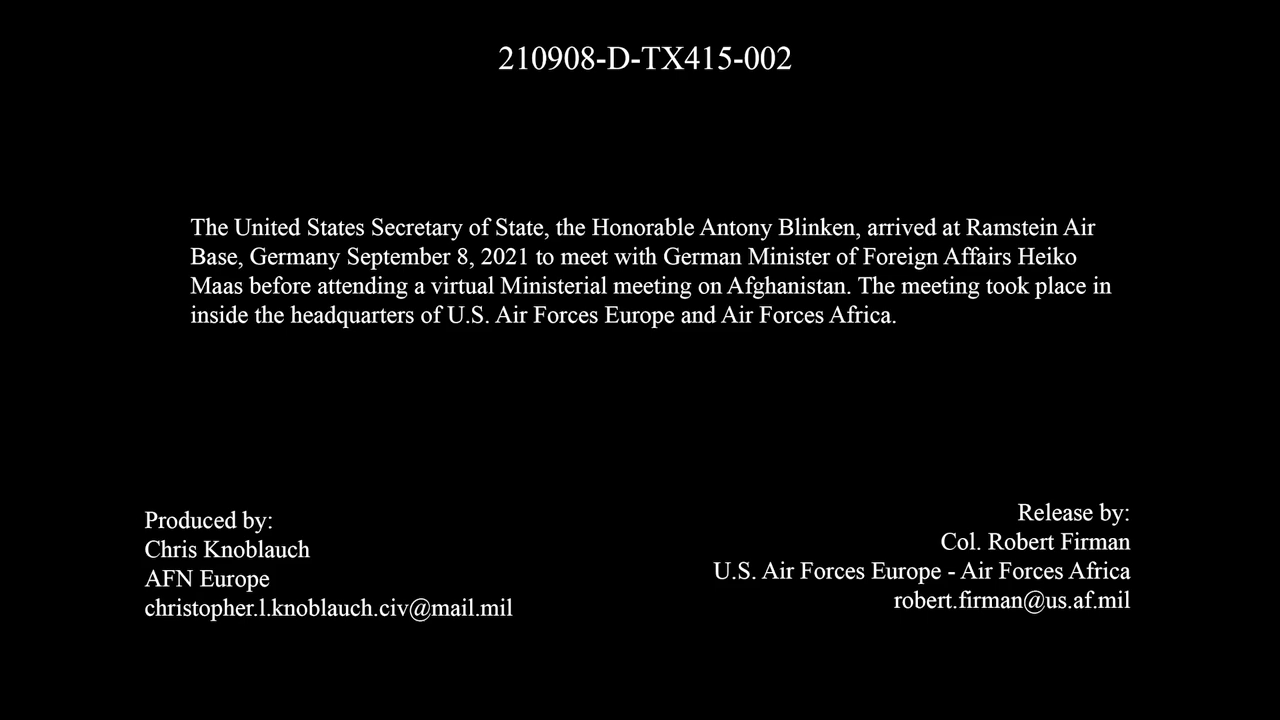 210908-D-TX415-002
The United States Secretary of State, the Honorable Antony Blinken, arrived at Ramstein Air
Base, Germany September 8, 2021 to meet with German Minister of Foreign Affairs Heiko
Maas before attending a virtual Ministerial meeting on Afghanistan. The meeting took place in
inside the headquarters of U.S. Air Forces Europe and Air Forces Africa.
Produced by:
Chris Knoblauch
AFN Europe
christopher.l.knoblauch.civ@mail.mil
Release by:
Col. Robert Firman
U.S. Air Forces Europe - Air Forces Africa
robert.firman@us.af.mil